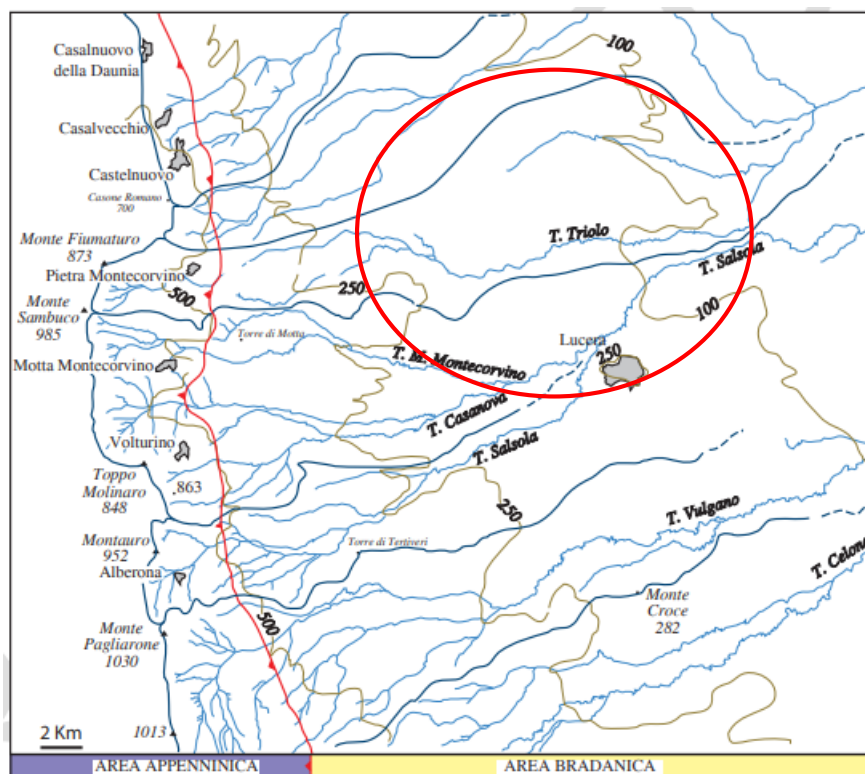 Casalnuovo
della Daunia
100
Casalvecchio
Castelnuovo
Casone Romano
700
Monte Fiumaturo
873
T. Triolo
T. Salsola
Pietra Montecorvino
500
250
100
Monte
Sambuco
985
Torre di Motta
Lucera
250
Motta Montecorvino
T. M. Montecorvino
T. Casanova
Volturino
T. Salsola
Toppo
Molinaro
848
863
250
T. Vulgano
Montauro
952
Torre di Tertiveri
Alberona
T. Celone
Monte
Croce
282
500
Monte
Pagliarone
1030
1013
2 Km
AREA APPENNINICA
AREA BRADANICA